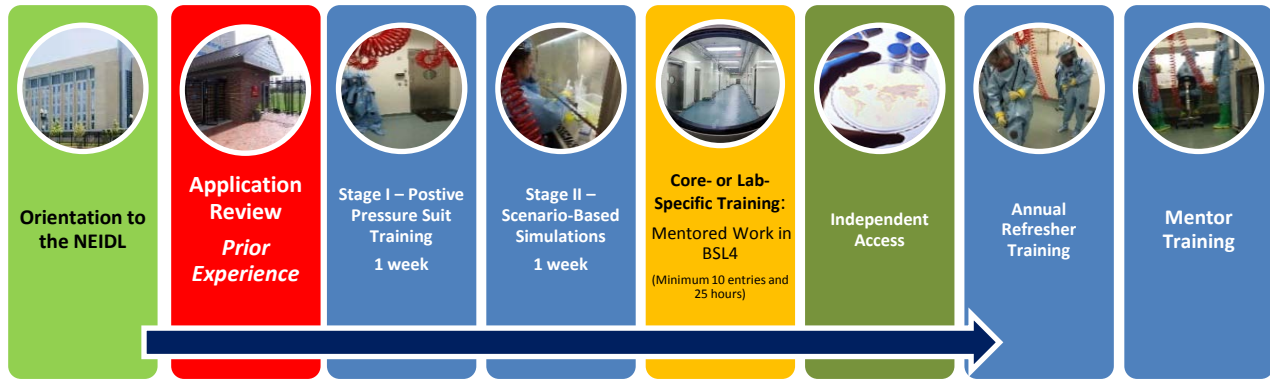 Orientation to
the NEIDL
Application
Review
Prior
Experience
Stage I – Postive
Pressure Suit
Training
1 week
Stage II –
Scenario-Based
Simulations
1 week
Core- or Lab-
Specific Training:
Mentored Work in
BSL4
(Minimum 10 entries and
25 hours)
Independent
Access
Annual
Refresher
Training
Mentor
Training